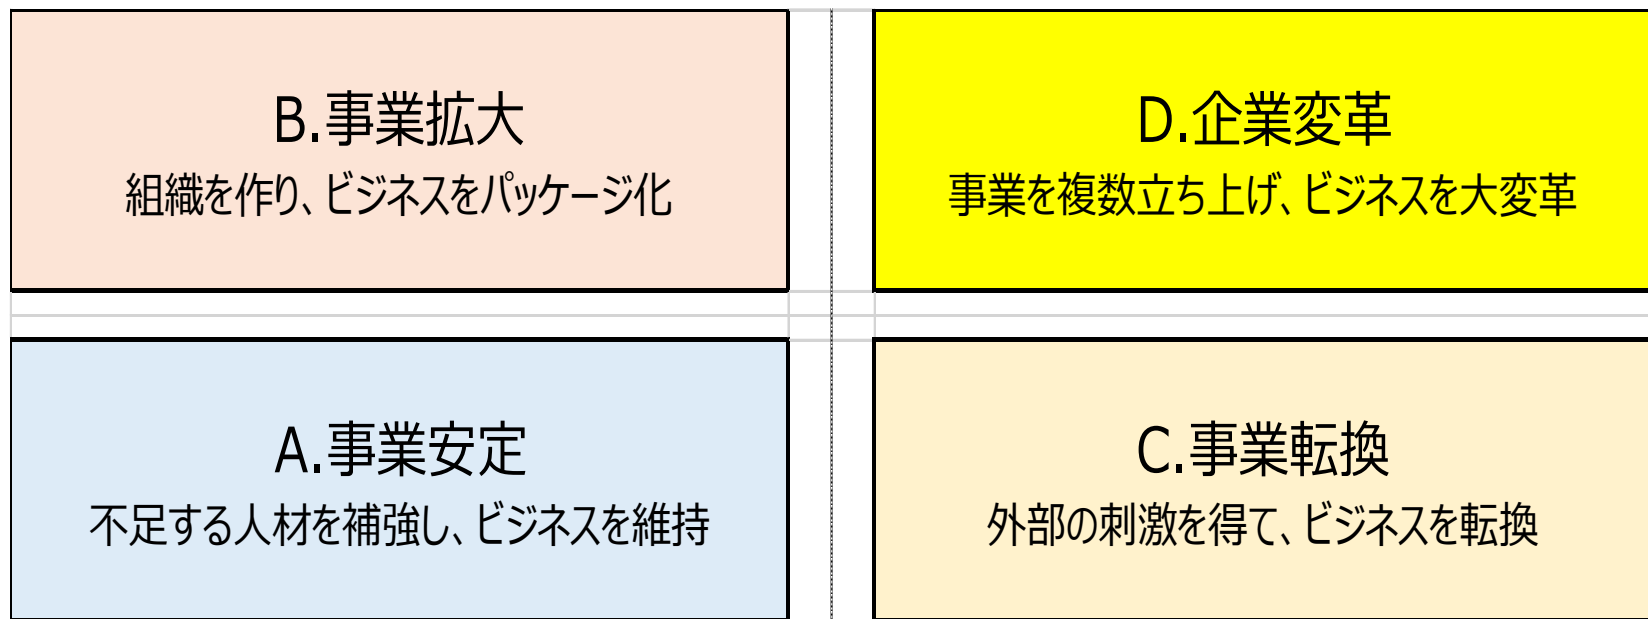 B.事業拡大
組織を作り、ビジネスをパッケージ化
D.企業変革
事業を複数立ち上げ、ビジネスを大変革
A.事業安定
不足する人材を補強し、ビジネスを維持
C.事業転換
外部の刺激を得て、ビジネスを転換